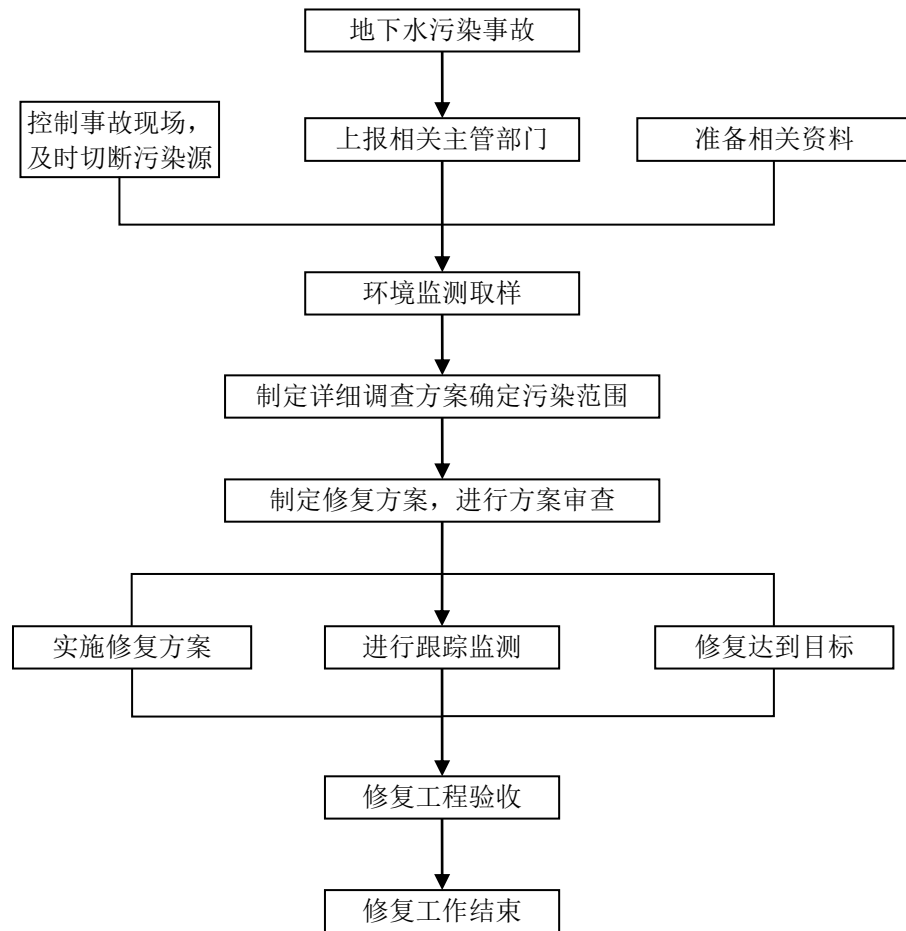 地下水污染事故
控制事故现场，
及时切断污染源
上报相关主管部门
准备相关资料
环境监测取样
制定详细调查方案确定污染范围
制定修复方案，进行方案审查
实施修复方案
进行跟踪监测
修复达到目标
修复工程验收
修复工作结束